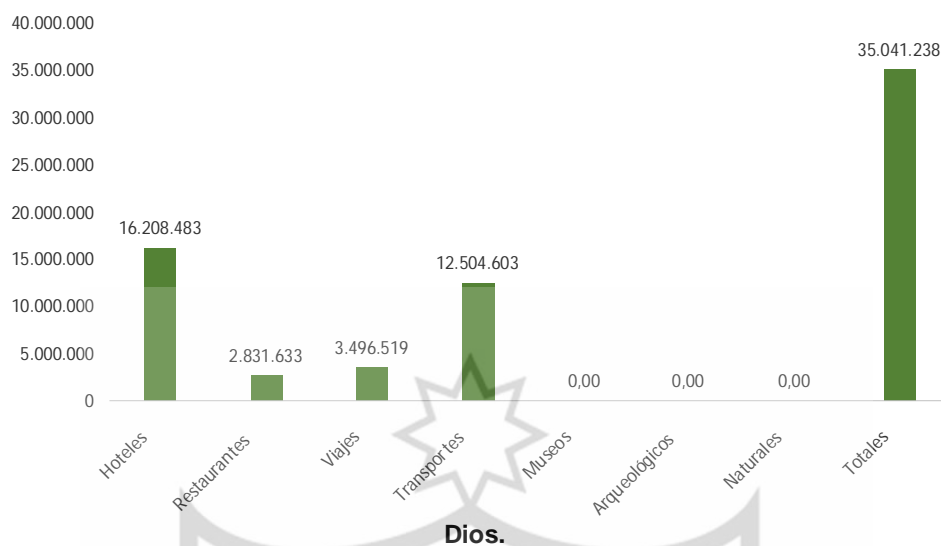 40.000.000
35.041.238
35.000.000
30.000.000
25.000.000
20.000.000
16.208.483
15.000.000
12.504.603
10.000.000
5.000.000
2.831.633
3.496.519
0,00
0,00
0,00
0
Hoteles
Restaurantes
Viajes
Transportes
Museos
Arqueológicos
Naturales
Totales
Dios.